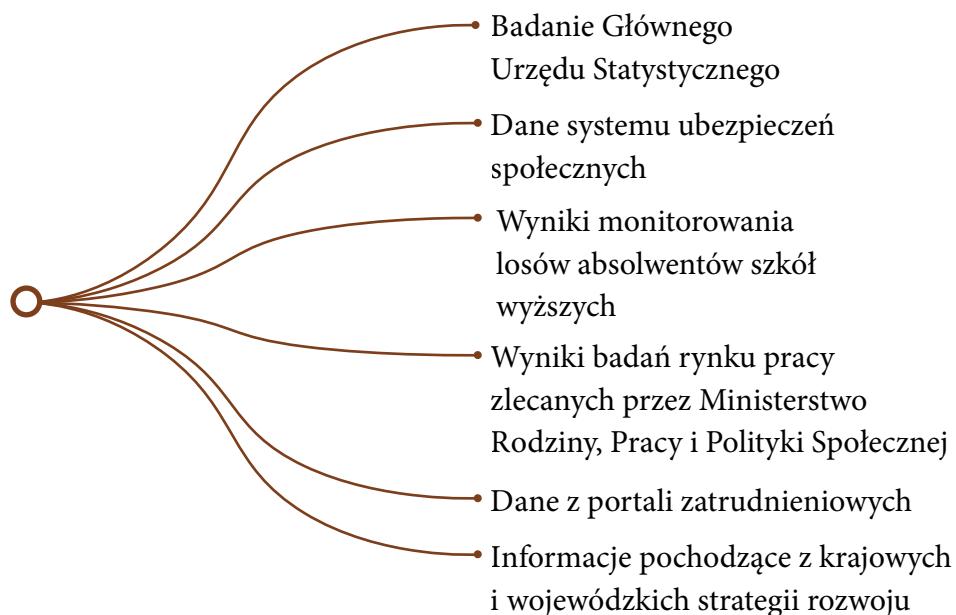 Badanie Głównego
Urzędu Statystycznego
Dane systemu ubezpieczeń
społecznych
Wyniki monitorowania
losów absolwentów szkół
wyższych
Wyniki badań rynku pracy
zlecanych przez Ministerstwo
Rodziny, Pracy i Polityki Społecznej
Dane z portali zatrudnieniowych
Informacje pochodzące z krajowych
i wojewódzkich strategii rozwoju